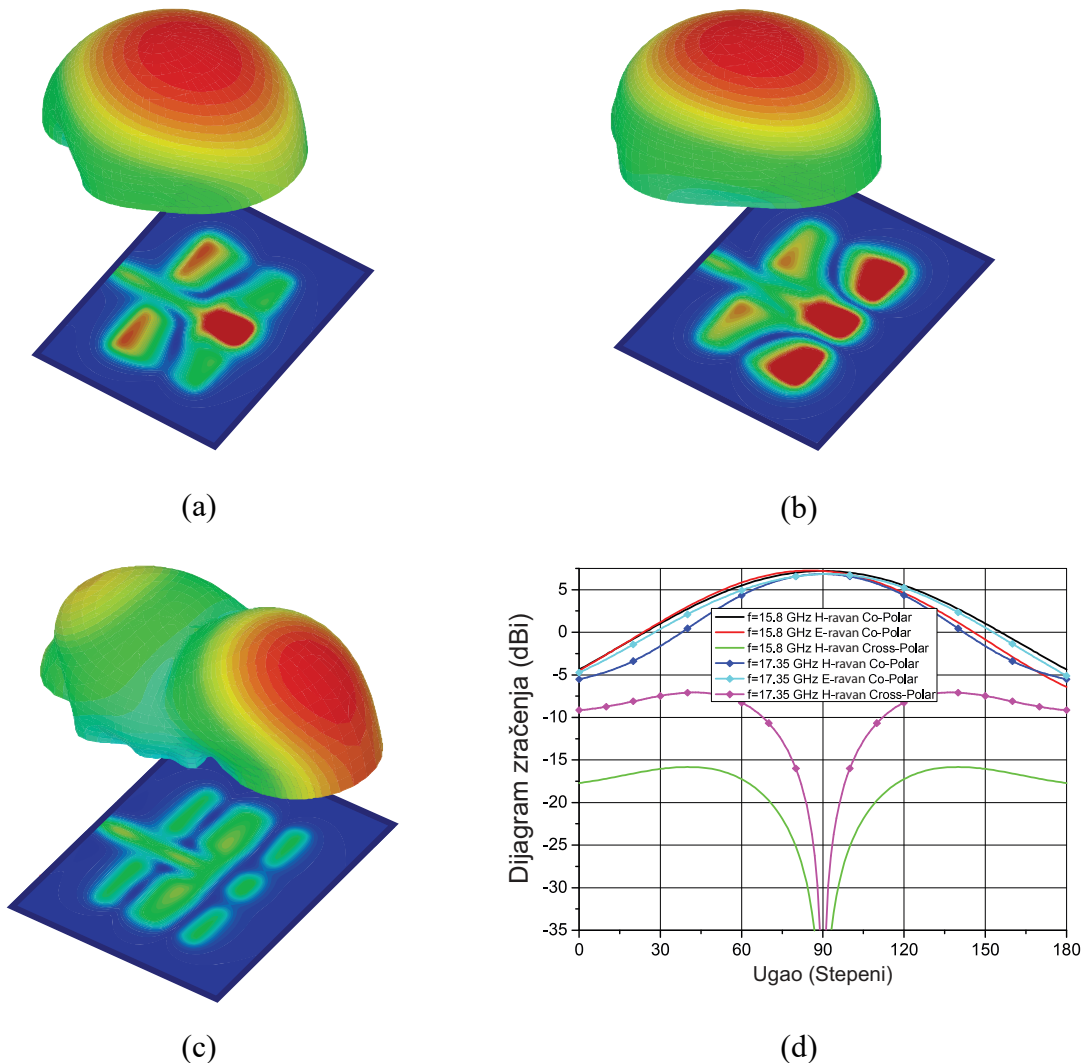 (a)
(b)
(c)
5
0
-5
-10
-15
-20
-25
-30
-35
Dijagram zračenja (dBi)
f=15.8 GHz H-ravan Co-Polar
f=15.8 GHz E-ravan Co-Polar
f=15.8 GHz H-ravan Cross-Polar
f=17.35 GHz H-ravan Co-Polar
f=17.35 GHz E-ravan Co-Polar
f=17.35 GHz H-ravan Cross-Polar
0 30 60 90 120 150 180
Ugao (Stepeni)
(d)